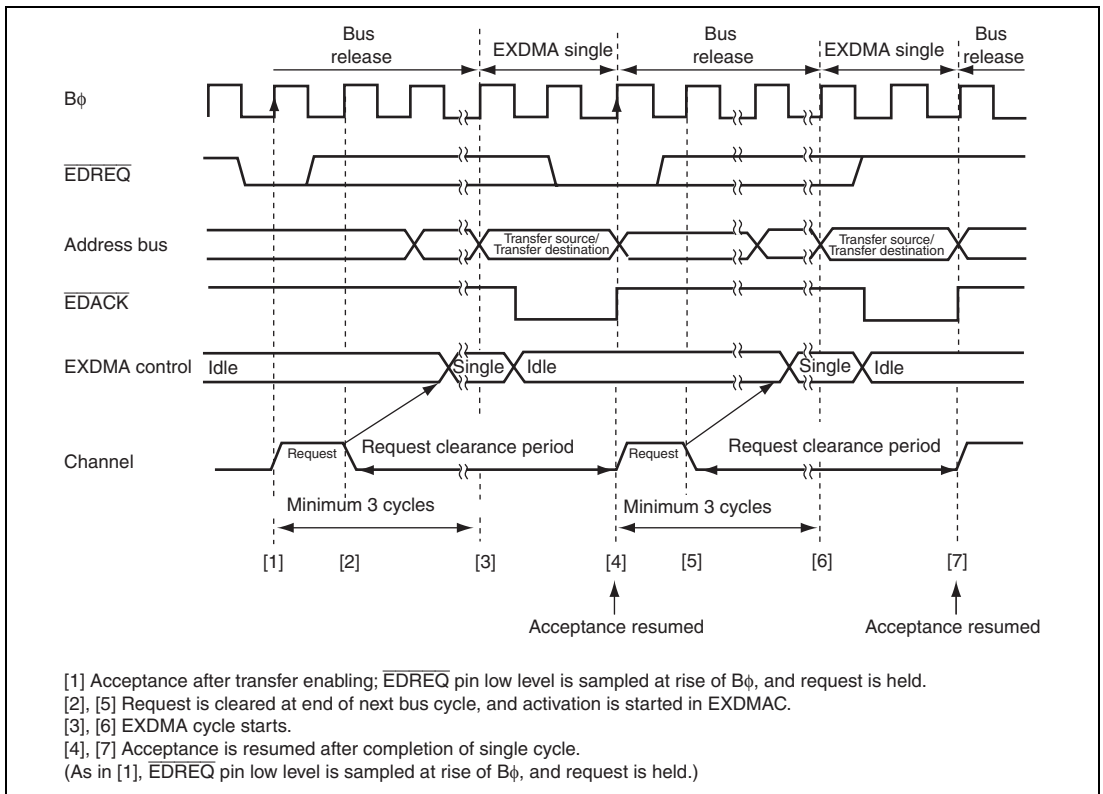 Bus release
EXDMA single
Bus release
EXDMA single
Bus release
Bφ
EDREQ
Address bus
Transfer source/
Transfer destination
Transfer source/
Transfer destination
EDACK
EXDMA control
Idle
Single
Idle
Single
Idle
Channel
Request
Request clearance period
Request
Request clearance period
Minimum 3 cycles
Minimum 3 cycles
[1]
[2]
[3]
[4]
[5]
[6]
[7]
Acceptance resumed
Acceptance resumed
[1] Acceptance after transfer enabling; EDREQ pin low level is sampled at rise of Bφ, and request is held.
[2], [5] Request is cleared at end of next bus cycle, and activation is started in EXDMAC.
[3], [6] EXDMA cycle starts.
[4], [7] Acceptance is resumed after completion of single cycle.
(As in [1], EDREQ pin low level is sampled at rise of Bφ, and request is held.)